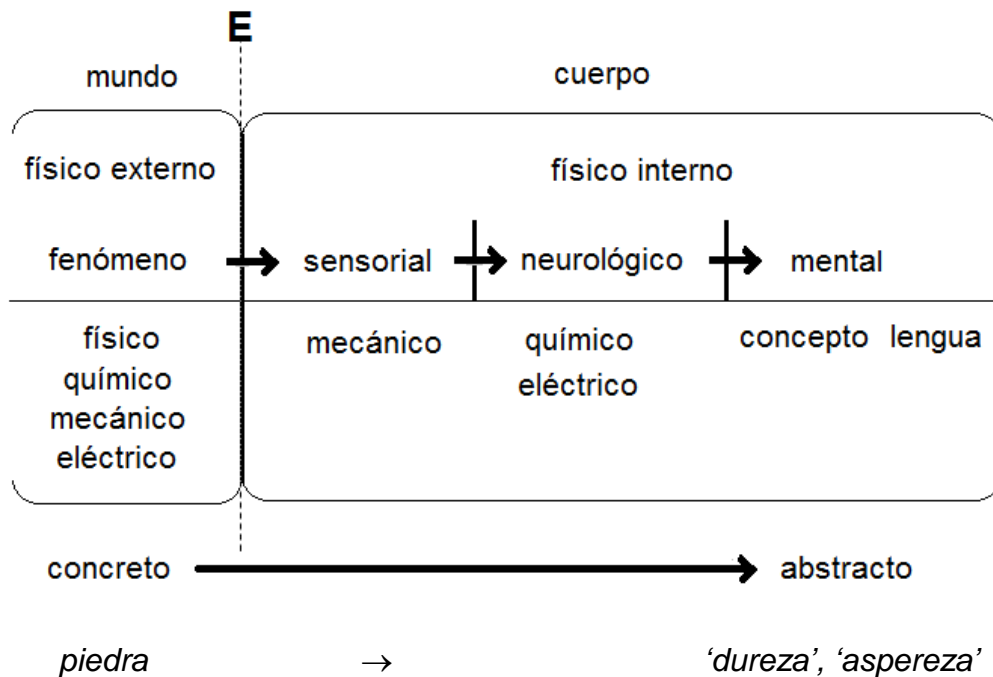 E
mundo cuerpo
físico externo físico interno
fenómeno sensorial neurológico mental
físico mecánico químico concepto lengua
químico eléctrico
mecánico
eléctrico
concreto abstracto
piedra → ‘dureza’, ‘aspereza’